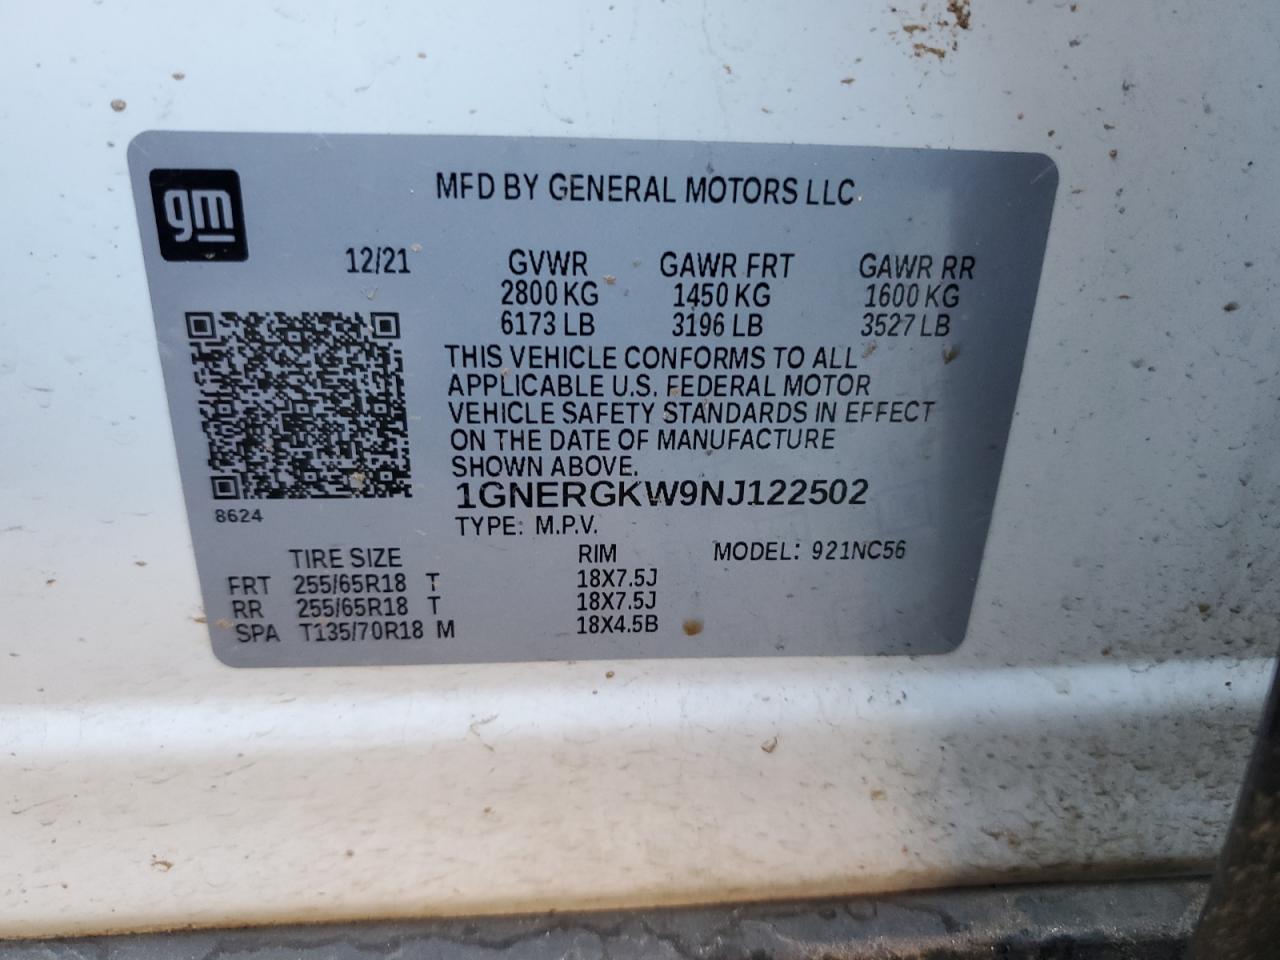 gm
MFD BY GENERAL MOTORS LLC
12/21 GVWR GAWR FRT GAWR RR
2800 KG 1450 KG 1600 KG
6173 LB 3196 LB 3527 LB
THIS VEHICLE CONFORMS TO ALL
APPLICABLE U.S. FEDERAL MOTOR
VEHICLE SAFETY STANDARDS IN EFFECT
ON THE DATE OF MANUFACTURE
SHOWN ABOVE.
1GNERGKW9NJ122502
8624
TYPE: M.P.V.
TIRE SIZE RIM MODEL: 921NC56
FRT 255/65R18 T 18X7.5J
RR 255/65R18 T 18X7.5J
SPA T135/70R18 M 18X4.5B